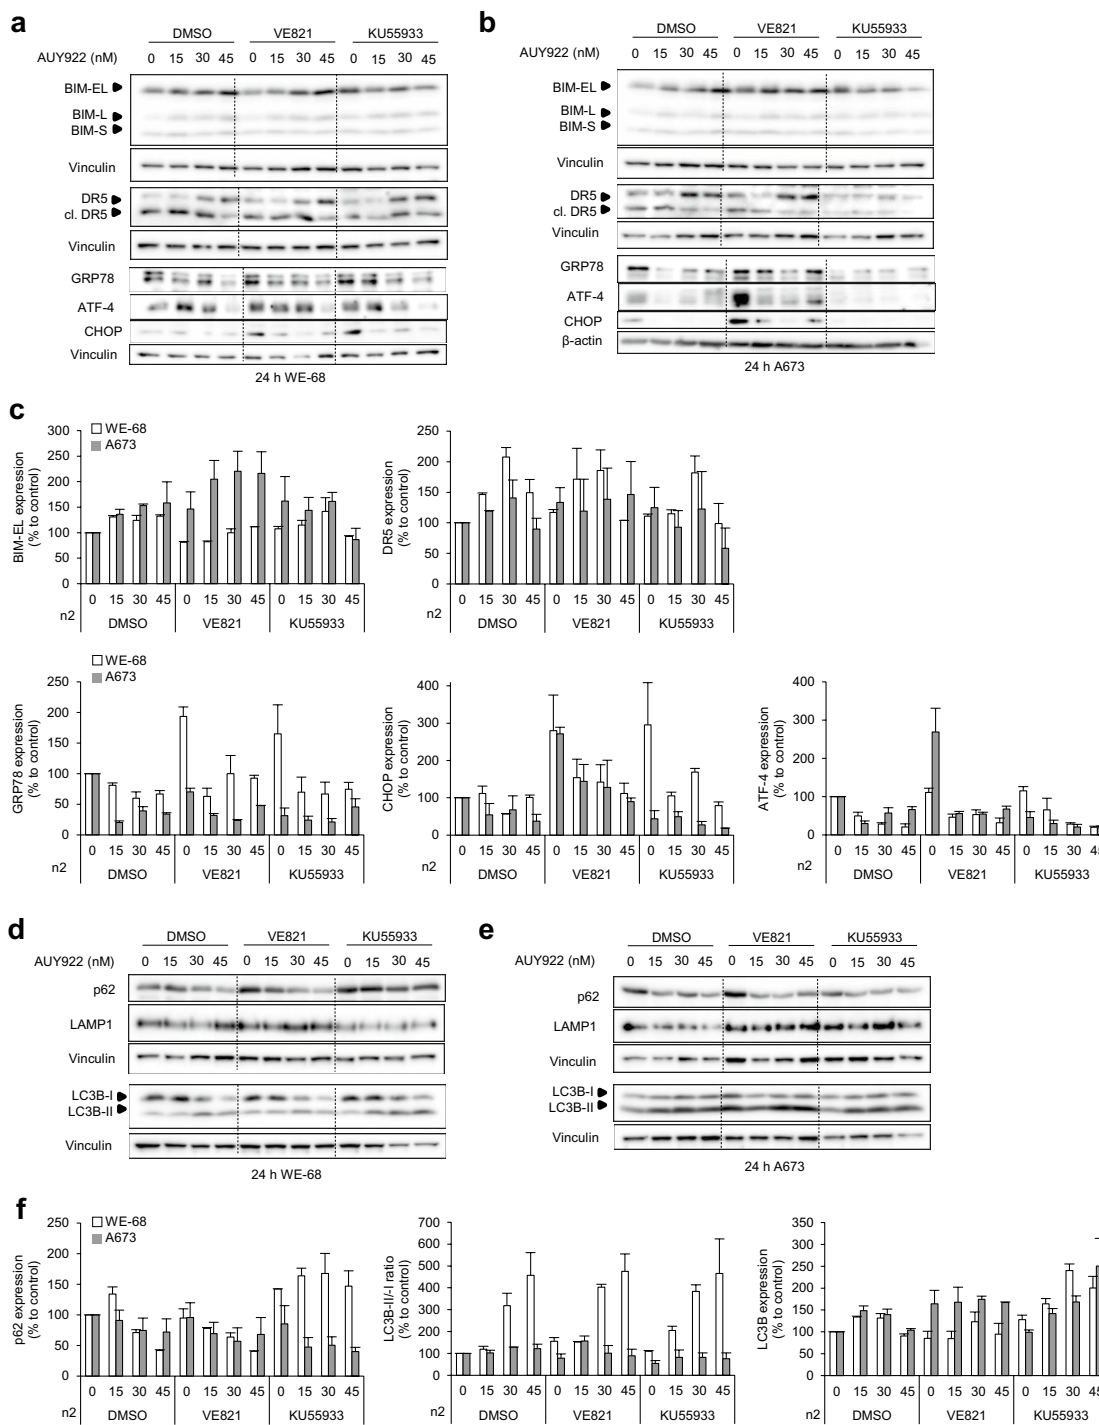 a
DMSO VE821 KU55933
AUY922 (nM) 0 15 30 45 0 15 30 45 0 15 30 45
BIM-EL
BIM-L
BIM-S
Vinculin
DR5
cl. DR5
Vinculin
GRP78
ATF-4
CHOP
Vinculin
24 h WE-68
b
DMSO VE821 KU55933
AUY922 (nM) 0 15 30 45 0 15 30 45 0 15 30 45
BIM-EL
BIM-L
BIM-S
Vinculin
DR5
cl. DR5
Vinculin
GRP78
ATF-4
CHOP
β-actin
24 h A673
c
WE-68
A673
BIM-EL expression
(% to control)
300
250
200
150
100
50
0
0 15 30 45 0 15 30 45 0 15 30 45
n2
DMSO VE821 KU55933
DR5 expression
(% to control)
250
200
150
100
50
0
0 15 30 45 0 15 30 45 0 15 30 45
DMSO VE821 KU55933
WE-68
A673
GRP78 expression
(% to control)
250
200
150
100
50
0
0 15 30 45 0 15 30 45 0 15 30 45
n2
DMSO VE821 KU55933
CHOP expression
(% to control)
400
300
200
100
0
0 15 30 45 0 15 30 45 0 15 30 45
n2
DMSO VE821 KU55933
ATF-4 expression
(% to control)
400
300
200
100
0
0 15 30 45 0 15 30 45 0 15 30 45
n2
DMSO VE821 KU55933
d
DMSO VE821 KU55933
AUY922 (nM) 0 15 30 45 0 15 30 45 0 15 30 45
p62
LAMP1
Vinculin
LC3B-I
LC3B-II
Vinculin
24 h WE-68
e
DMSO VE821 KU55933
AUY922 (nM) 0 15 30 45 0 15 30 45 0 15 30 45
p62
LAMP1
Vinculin
LC3B-I
LC3B-II
Vinculin
24 h A673
f
WE-68
A673
p62 expression
(% to control)
250
200
150
100
50
0
0 15 30 45 0 15 30 45 0 15 30 45
n2
DMSO VE821 KU55933
LC3B-II/-I ratio
(% to control)
700
600
500
400
300
200
100
0
0 15 30 45 0 15 30 45 0 15 30 45
n2
DMSO VE821 KU55933
LC3B expression
(% to control)
350
300
250
200
150
100
50
0
0 15 30 45 0 15 30 45 0 15 30 45
n2
DMSO VE821 KU55933